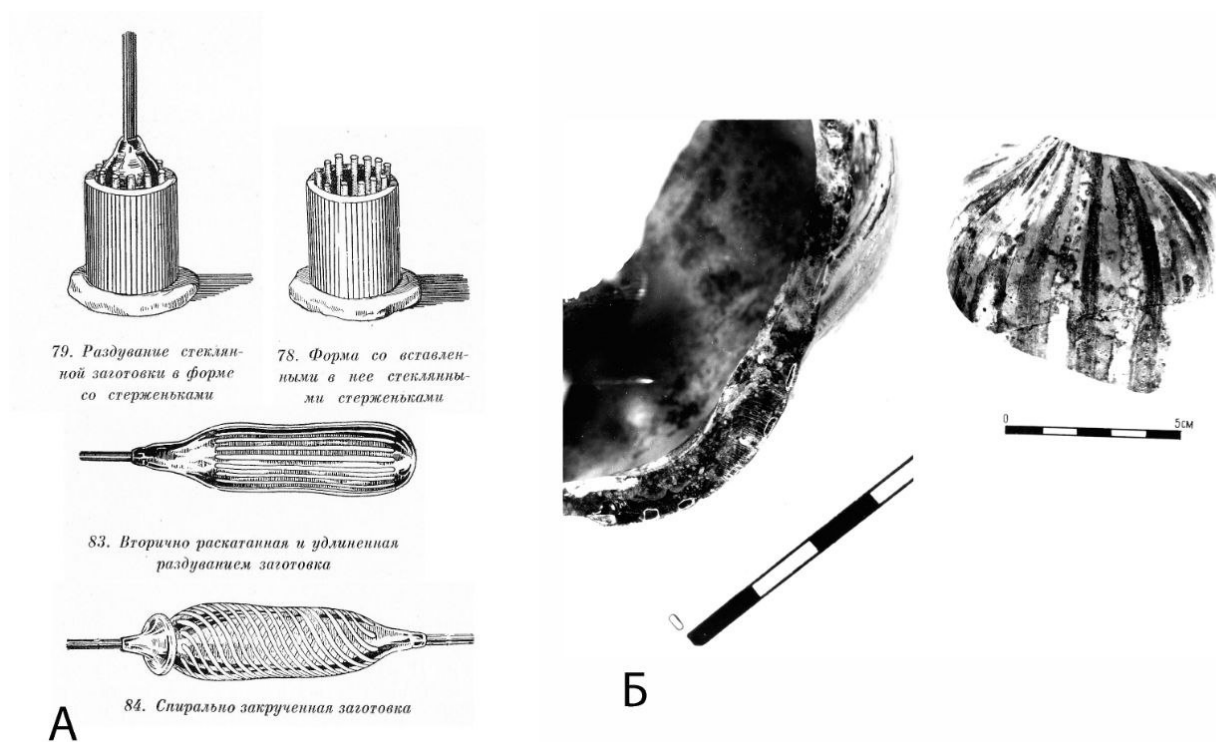 79. Раздувание стеклян-
ной заготовки в форме
со стерженьками
78. Форма со вставлен-
ными в нее стеклянны-
ми стерженьками
83. Вторично раскатанная и удлиненная
раздуванием заготовка
84. Спирально закрученная заготовка
А
0 5см
Б